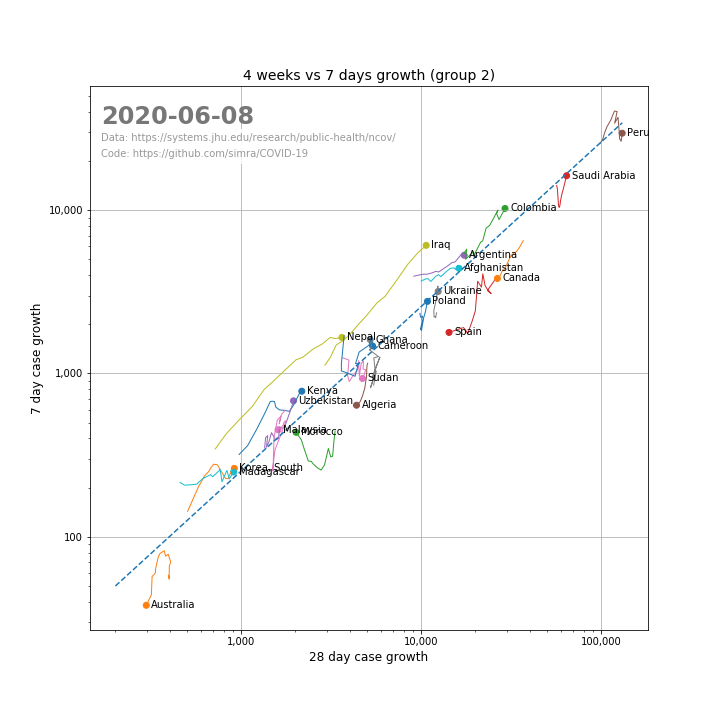 4 weeks vs 7 days growth (group 2)
2020-06-08
Data: https://systems.jhu.edu/research/public-health/ncov/
Code: https://github.com/simra/COVID-19
Peru
Saudi Arabia
10,000
Colombia
Iraq
Argentina
Afghanistan
Canada
Ukraine
Poland
Spain
Nepal
Ghana
Cameroon
1,000
Sudan
Kenya
Uzbekistan
Algeria
Malaysia
Morocco
Korea, South
Madagascar
100
Australia
1,000
10,000
100,000
28 day case growth
7 day case growth